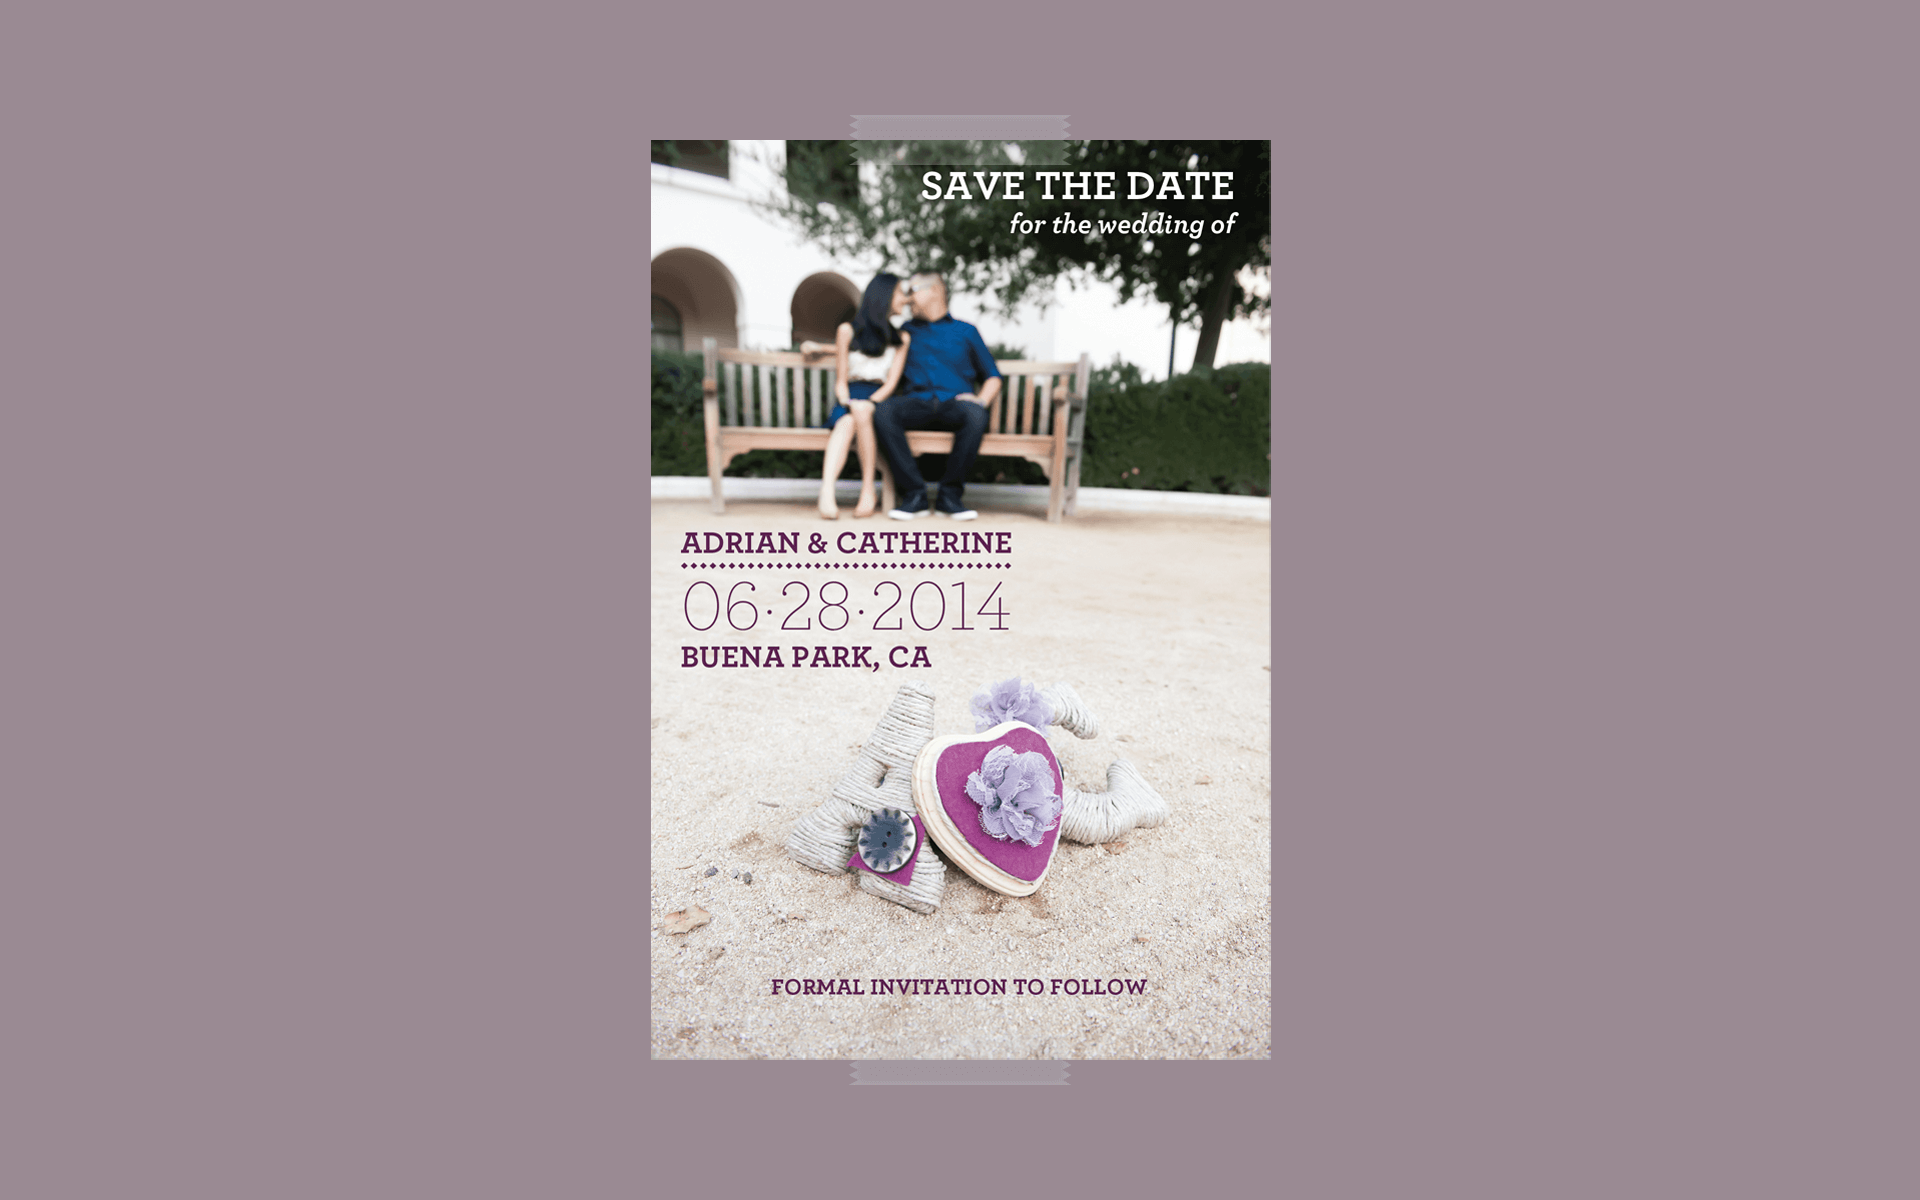 SAVE THE DATE
for the wedding of
ADRIAN & CATHERINE
06·28·2014
BUENA PARK, CA
FORMAL INVITATION TO FOLLOW